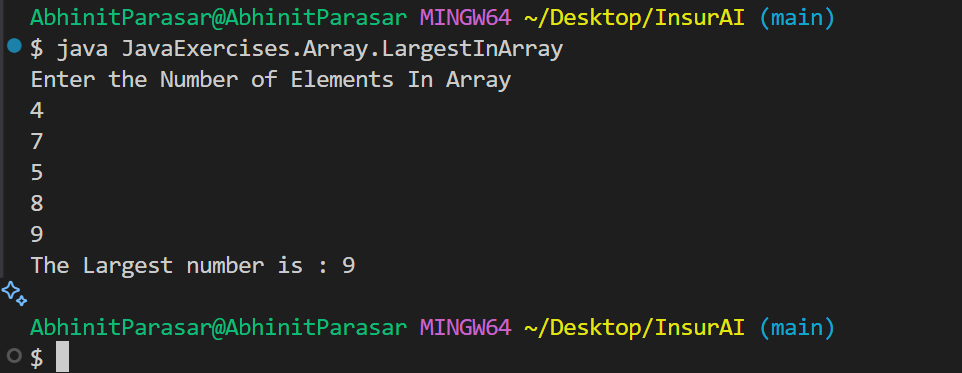 AbhinitParasar@AbhinitParasar MINGW64 ~/Desktop/InsurAI (main)
$ java JavaExercises.Array.LargestInArray
Enter the Number of Elements In Array
4
7
5
8
9
The Largest number is : 9
AbhinitParasar@AbhinitParasar MINGW64 ~/Desktop/InsurAI (main)
$